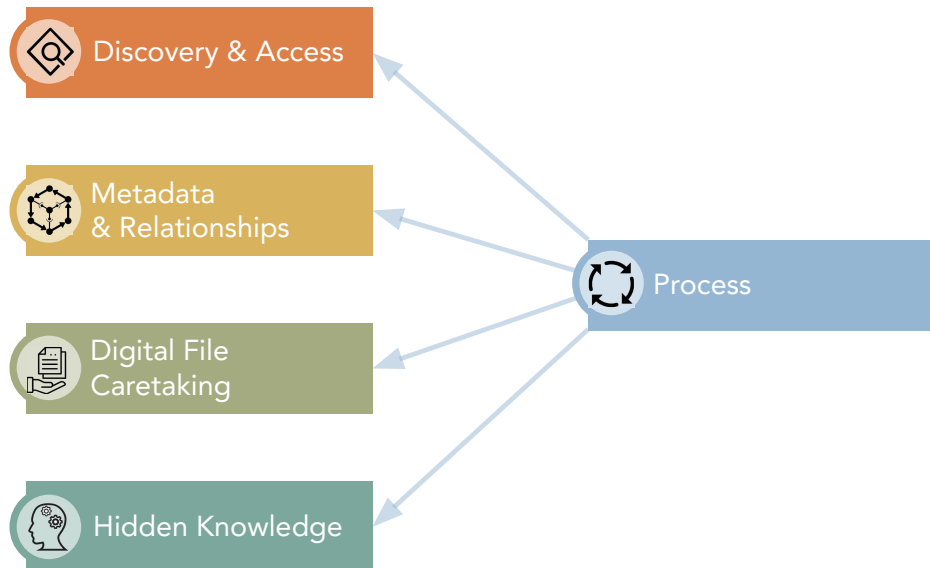 Discovery & Access
Metadata
& Relationships
Process
Digital File
Caretaking
Hidden Knowledge